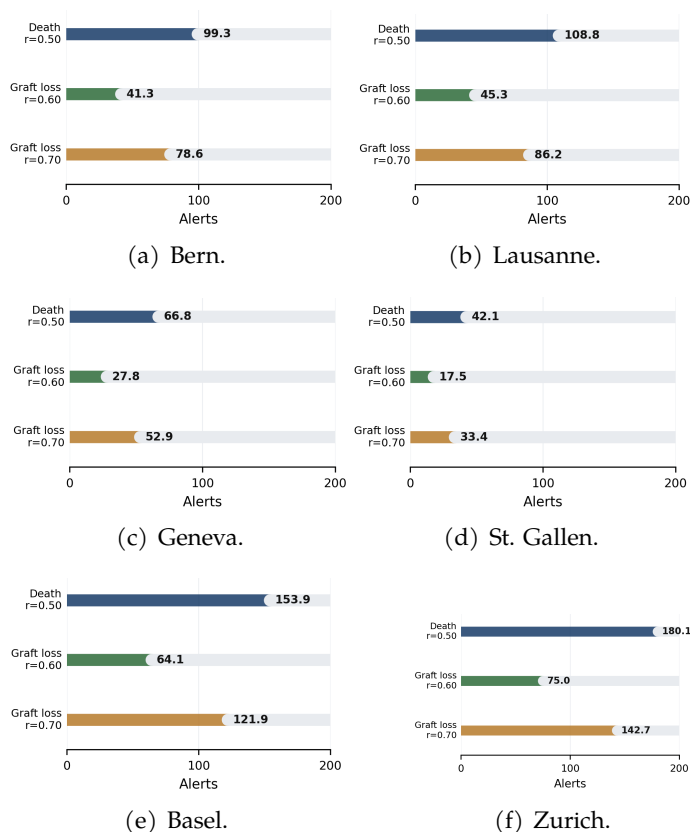 Death
r=0.50
99.3
Graft loss
r=0.60
41.3
Graft loss
r=0.70
78.6
0
100
200
Alerts
(a) Bern.
Death
r=0.50
108.8
Graft loss
r=0.60
45.3
Graft loss
r=0.70
86.2
0
100
200
Alerts
(b) Lausanne.
Death
r=0.50
66.8
Graft loss
r=0.60
27.8
Graft loss
r=0.70
52.9
0
100
200
Alerts
(c) Geneva.
Death
r=0.50
42.1
Graft loss
r=0.60
17.5
Graft loss
r=0.70
33.4
0
100
200
Alerts
(d) St. Gallen.
Death
r=0.50
153.9
Graft loss
r=0.60
64.1
Graft loss
r=0.70
121.9
0
100
200
Alerts
(e) Basel.
Death
r=0.50
180.1
Graft loss
r=0.60
75.0
Graft loss
r=0.70
142.7
0
100
200
Alerts
(f) Zurich.